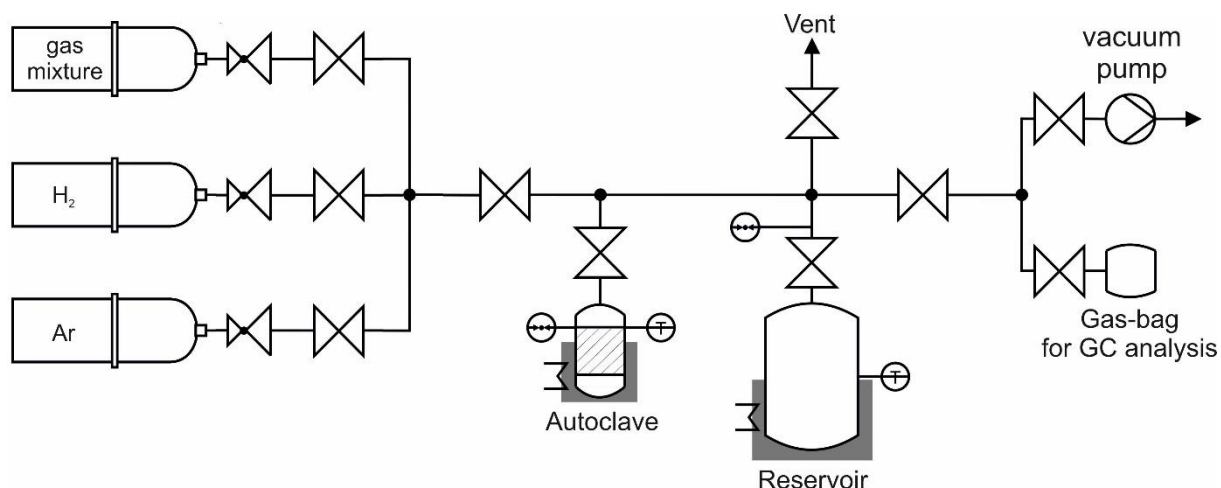 gas
mixture
H₂
Ar
Vent
vacuum
pump
T
Autoclave
T
Reservoir
Gas-bag
for GC analysis